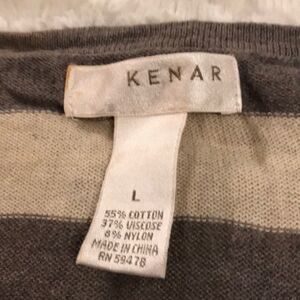 KENAR
L
55% COTTON
37% VISCOSE
8% NYLON
MADE IN CHINA
RN 59478